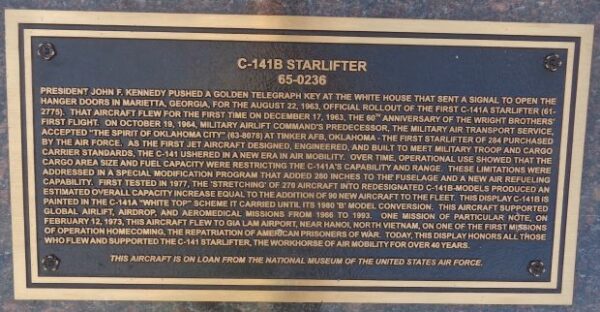 C-141B STARLIFTER
65-0236
PRESIDENT JOHN F. KENNEDY PUSHED A GOLDEN TELEGRAPH KEY AT THE WHITE HOUSE THAT SENT A SIGNAL TO OPEN THE
HANGER DOORS IN MARIETTA, GEORGIA, FOR THE AUGUST 22, 1963, OFFICIAL ROLLOUT OF THE FIRST C-141A STARLIFTER (61-
2775). THAT AIRCRAFT FLEW FOR THE FIRST TIME ON DECEMBER 17, 1963, THE 60TH ANNIVERSARY OF THE WRIGHT BROTHERS'
FIRST FLIGHT. ON OCTOBER 19, 1964, MILITARY AIRLIFT COMMAND'S PREDECESSOR, THE MILITARY AIR TRANSPORT SERVICE,
ACCEPTED "THE SPIRIT OF OKLAHOMA CITY" (63-8078) AT TINKER AFB, OKLAHOMA - THE FIRST STARLIFTER OF 284 PURCHASED
BY THE AIR FORCE. AS THE FIRST JET AIRCRAFT DESIGNED, ENGINEERED, AND BUILT TO MEET MILITARY TROOP AND CARGO
CARRIER STANDARDS, THE C-141 USHERED IN A NEW ERA IN AIR MOBILITY. OVER TIME, OPERATIONAL USE SHOWED THAT THE
CARGO AREA SIZE AND FUEL CAPACITY WERE RESTRICTING THE C-141A'S CAPABILITY AND RANGE. THESE LIMITATIONS WERE
ADDRESSED IN A SPECIAL MODIFICATION PROGRAM THAT ADDED 280 INCHES TO THE FUSELAGE AND A NEW AIR REFUELING
CAPABILITY. FIRST TESTED IN 1977, THE 'STRETCHING' OF 270 AIRCRAFT INTO REDESIGNATED C-141B-MODELS PRODUCED AN
ESTIMATED OVERALL CAPACITY INCREASE EQUAL TO THE ADDITION OF 90 NEW AIRCRAFT TO THE FLEET. THIS DISPLAY C-141B IS
PAINTED IN THE C-141A "WHITE TOP" SCHEME IT CARRIED UNTIL ITS 1980 'B' MODEL CONVERSION. THIS AIRCRAFT SUPPORTED
GLOBAL AIRLIFT, AIRDROP, AND AEROMEDICAL MISSIONS FROM 1966 TO 1993. ONE MISSION OF PARTICULAR NOTE, ON
FEBRUARY 12, 1973, THIS AIRCRAFT FLEW TO GIA LAM AIRPORT, NEAR HANOI, NORTH VIETNAM, ON ONE OF THE FIRST MISSIONS
OF OPERATION HOMECOMING, THE REPATRIATION OF AMERICAN PRISONERS OF WAR. TODAY, THIS DISPLAY HONORS ALL THOSE
WHO FLEW AND SUPPORTED THE C-141 STARLIFTER, THE WORKHORSE OF AIR MOBILITY FOR OVER 40 YEARS.
THIS AIRCRAFT IS ON LOAN FROM THE NATIONAL MUSEUM OF THE UNITED STATES AIR FORCE.